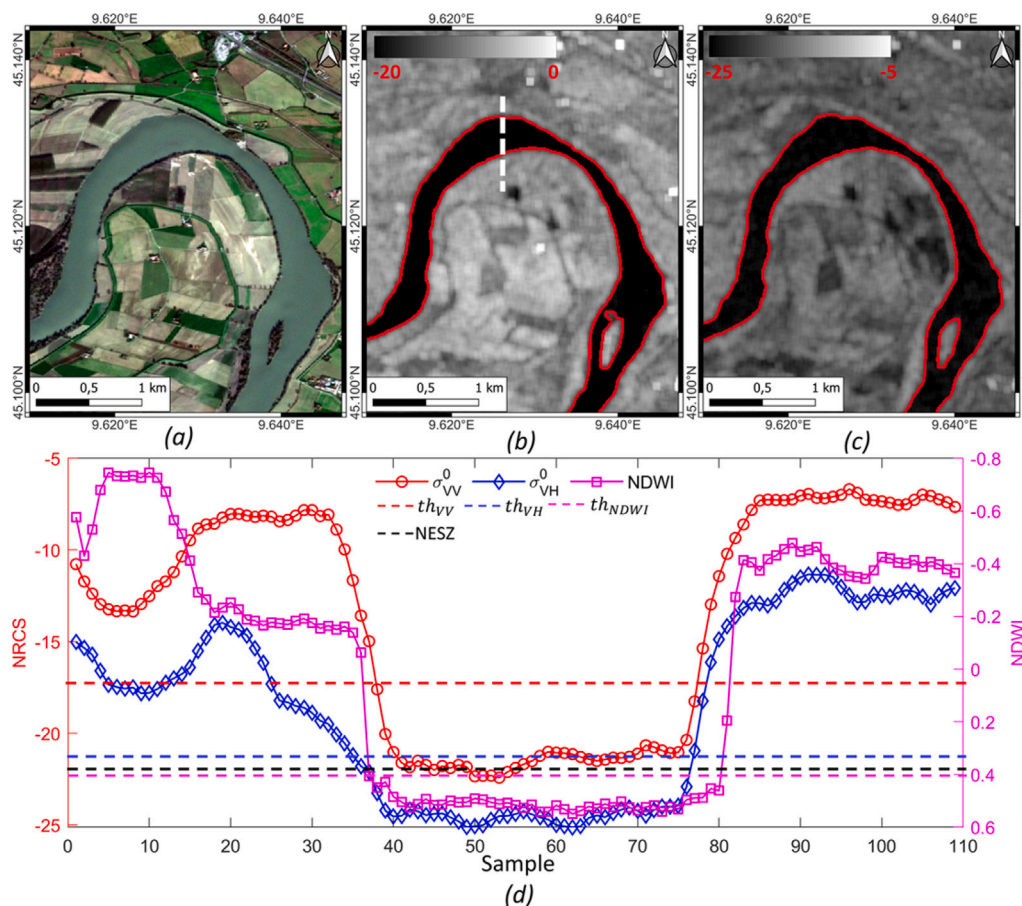 9.620°E 9.640°E 9.620°E 9.640°E 9.620°E 9.640°E
45.140°N 45.140°N 45.140°N
N N N
-20 0
-25 -5
45.120°N 45.120°N 45.120°N
45.100°N 45.100°N 45.100°N
0 0,5 1 km
0 0,5 1 km
0 0,5 1 km
9.620°E 9.640°E 9.620°E 9.640°E 9.620°E 9.640°E
(a) (b) (c)
σ⁰VV σ⁰VH NDWI
thVV thVH thNDWI
NESZ
NRCS
-5
-10
-15
-20
-25
NDWI
-0.8
-0.6
-0.4
-0.2
0
0.2
0.4
0.6
0 10 20 30 40 50 60 70 80 90 100 110
Sample
(d)